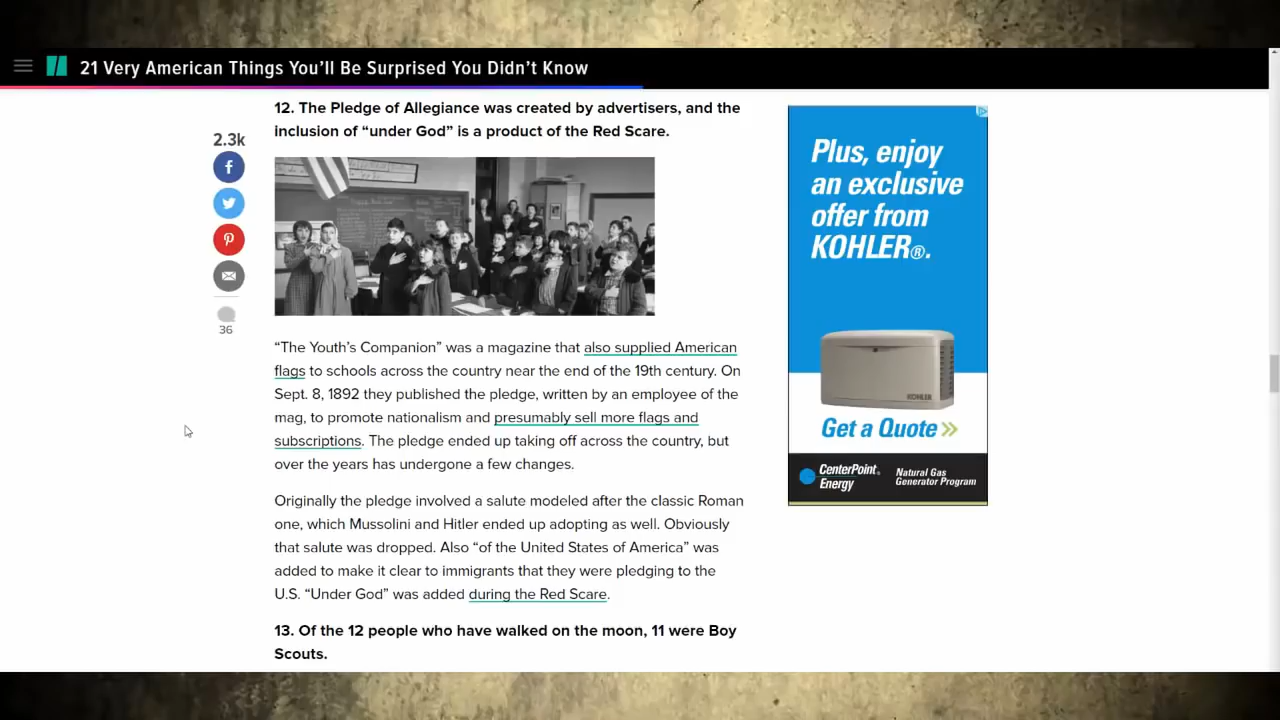 21 Very American Things You'll Be Surprised You Didn't Know
12. The Pledge of Allegiance was created by advertisers, and the
inclusion of “under God” is a product of the Red Scare.
2.3k
36
“The Youth's Companion” was a magazine that also supplied American
flags to schools across the country near the end of the 19th century. On
Sept. 8, 1892 they published the pledge, written by an employee of the
mag, to promote nationalism and presumably sell more flags and
subscriptions. The pledge ended up taking off across the country, but
over the years has undergone a few changes.
Originally the pledge involved a salute modeled after the classic Roman
one, which Mussolini and Hitler ended up adopting as well. Obviously
that salute was dropped. Also “of the United States of America” was
added to make it clear to immigrants that they were pledging to the
U.S. “Under God” was added during the Red Scare.
13. Of the 12 people who have walked on the moon, 11 were Boy
Scouts.
Plus, enjoy
an exclusive
offer from
KOHLER®.
KOHLER
Get a Quote »
CenterPoint®
Energy
Natural Gas
Generator Program